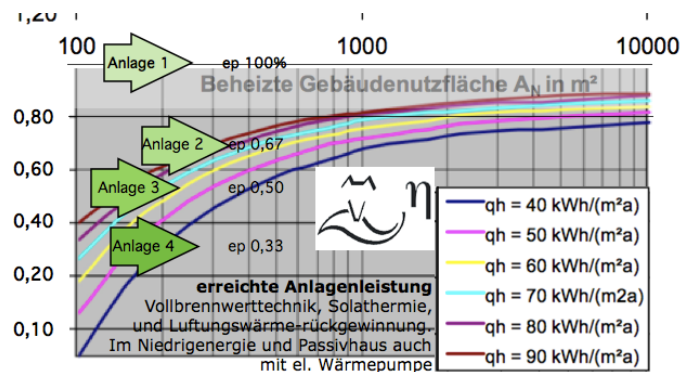 1,20
100
1000
10000
Anlage 1
ep 100%
Beheizte Gebäudenutzfläche AN in m²
0,80
Anlage 2
ep 0,67
0,60
Anlage 3
ep 0,50
η
0,40
Anlage 4
ep 0,33
0,20
0,10
erreichte Anlagenleistung
Vollbrennwerttechnik, Solathermie,
und Luftungswärme-rückgewinnung.
Im Niedrigenergie und Passivhaus auch
mit el. Wärmepumpe
qh = 40 kWh/(m²a)
qh = 50 kWh/(m²a)
qh = 60 kWh/(m²a)
qh = 70 kWh/(m2a)
qh = 80 kWh/(m²a)
qh = 90 kWh/(m²a)